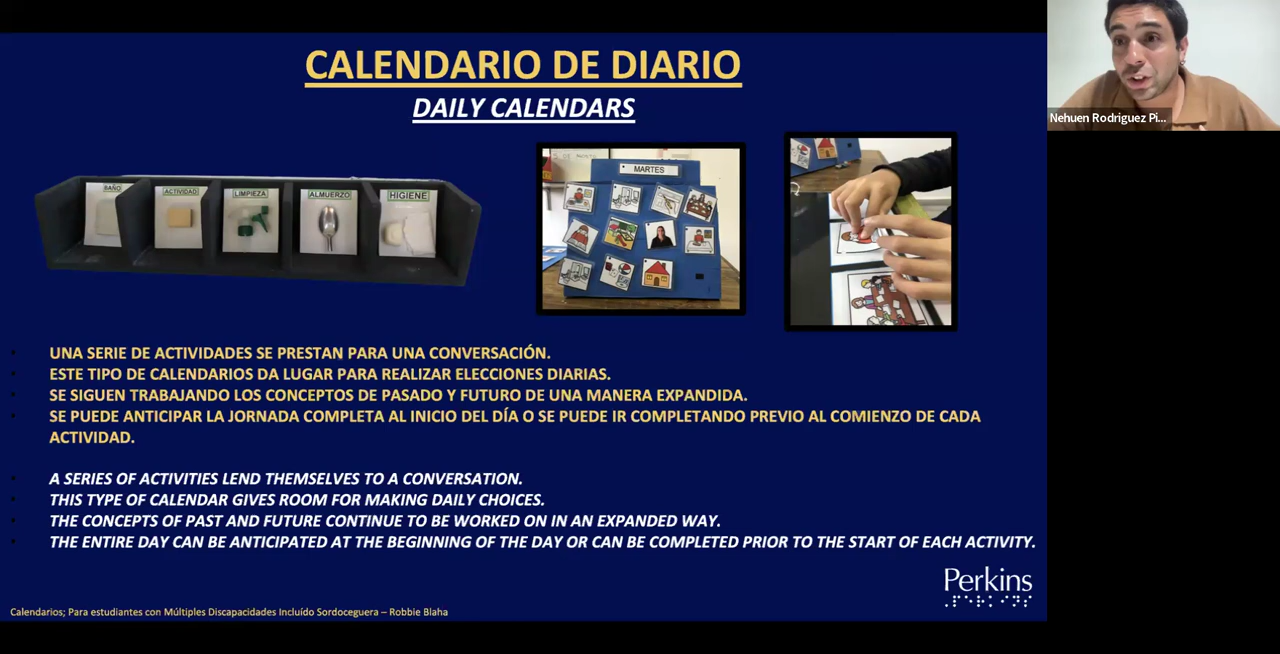 CALENDARIO DE DIARIO
DAILY CALENDARS
BAÑO
ACTIVIDAD
LIMPIEZA
ALMUERZO
HIGIENE
MARTES
Nehuen Rodriguez Pi...
UNA SERIE DE ACTIVIDADES SE PRESTAN PARA UNA CONVERSACIÓN.
ESTE TIPO DE CALENDARIOS DA LUGAR PARA REALIZAR ELECCIONES DIARIAS.
SE SIGUEN TRABAJANDO LOS CONCEPTOS DE PASADO Y FUTURO DE UNA MANERA EXPANDIDA.
SE PUEDE ANTICIPAR LA JORNADA COMPLETA AL INICIO DEL DÍA O SE PUEDE IR COMPLETANDO PREVIO AL COMIENZO DE CADA
ACTIVIDAD.
A SERIES OF ACTIVITIES LEND THEMSELVES TO A CONVERSATION.
THIS TYPE OF CALENDAR GIVES ROOM FOR MAKING DAILY CHOICES.
THE CONCEPTS OF PAST AND FUTURE CONTINUE TO BE WORKED ON IN AN EXPANDED WAY.
THE ENTIRE DAY CAN BE ANTICIPATED AT THE BEGINNING OF THE DAY OR CAN BE COMPLETED PRIOR TO THE START OF EACH ACTIVITY.
Perkins
⠠⠏⠑⠗⠅⠊⠝⠎
Calendarios; Para estudiantes con Múltiples Discapacidades Incluído Sordoceguera – Robbie Blaha